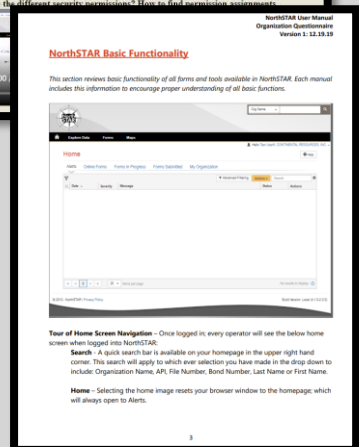 the different security permissions? How to find permission assignments
NorthSTAR User Manual
Organization Questionnaire
Version 1: 12.19.19
NorthSTAR Basic Functionality
This section reviews basic functionality of all forms and tools available in NorthSTAR. Each manual
includes this information to encourage proper understanding of all basic functions.
Org Name
Explore Data Forms Maps
Home
Help
Alerts Online Forms Forms In Progress Forms Submitted My Organization
Advanced Filtering Search
Date Severity Message Status Actions
Tour of Home Screen Navigation – Once logged in; every operator will see the below home
screen when logged into NorthSTAR:
Search – A quick search bar is available on your homepage in the upper right hand
corner. This search will apply to which ever selection you have made in the drop down to
include: Organization Name, API, File Number, Bond Number, Last Name or First Name.
Home – Selecting the home image resets your browser window to the homepage; which
will always open to Alerts.
3